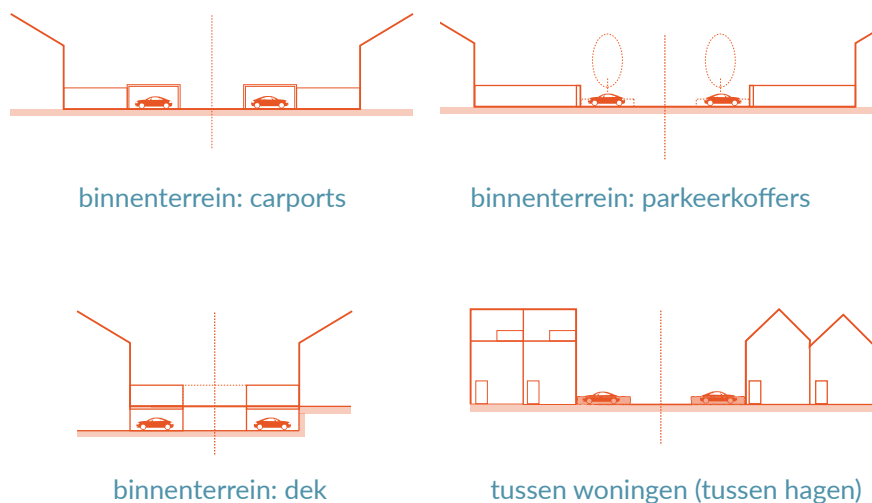 binnenterrein: carports
binnenterrein: parkeerkoffers
binnenterrein: dek
tussen woningen (tussen hagen)